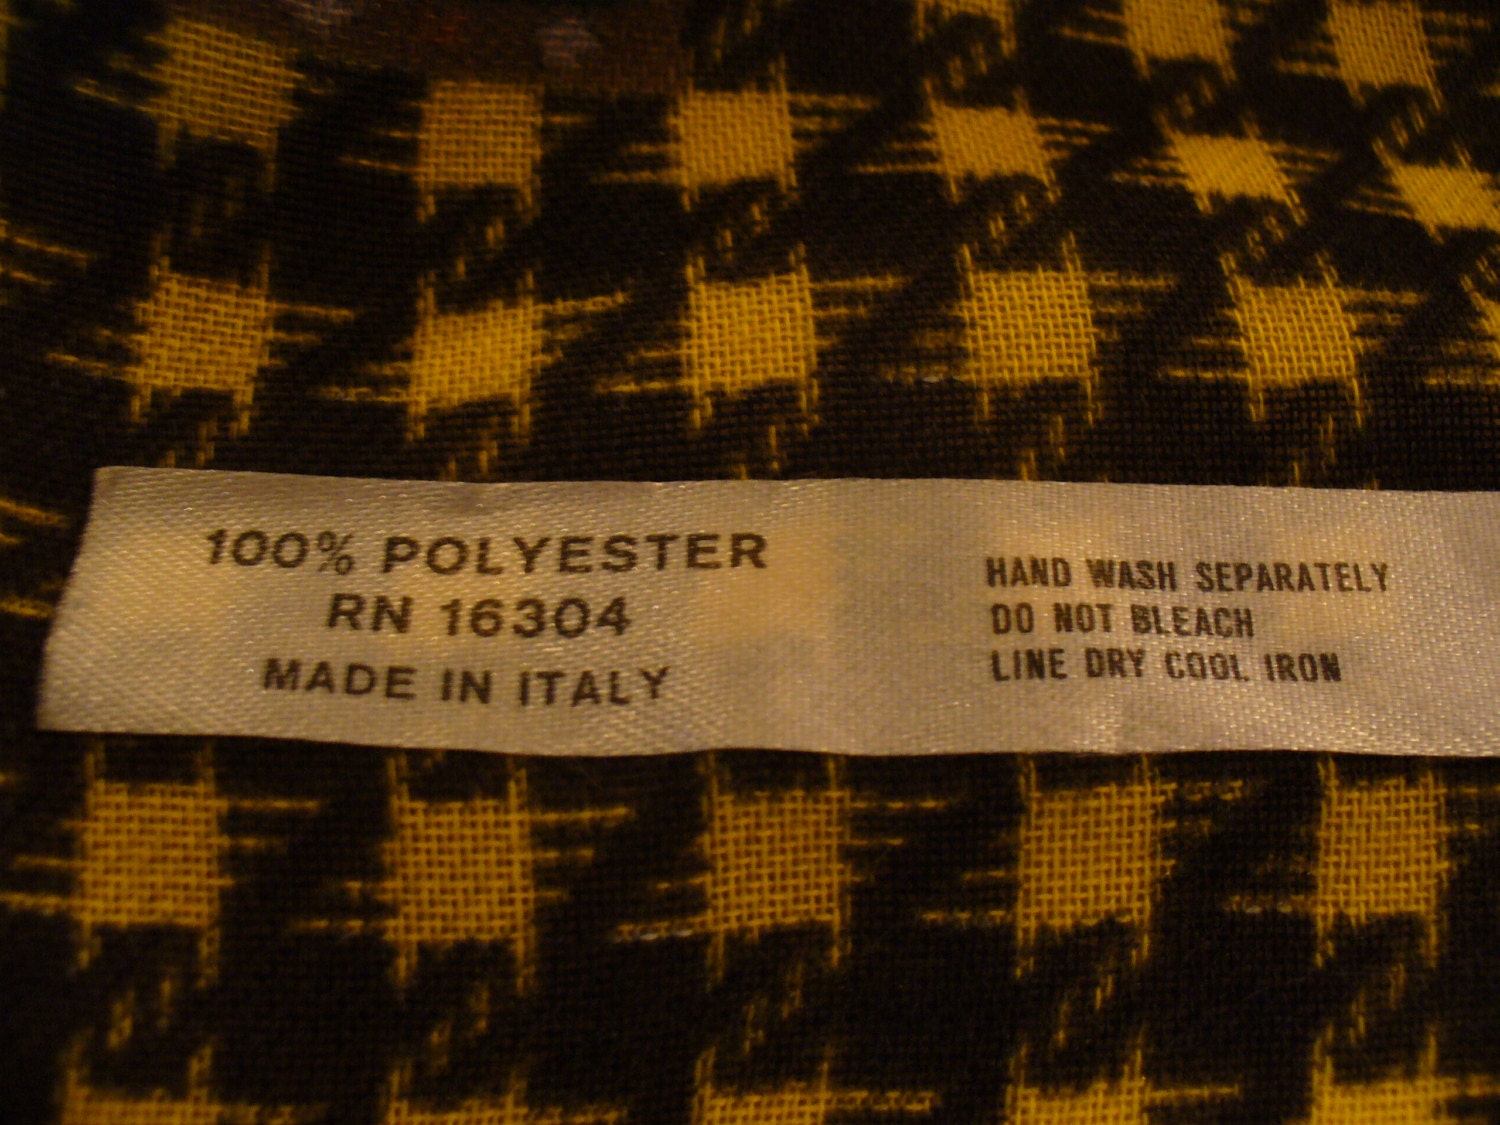 100% POLYESTER
RN 16304
MADE IN ITALY
HAND WASH SEPARATELY
DO NOT BLEACH
LINE DRY COOL IRON